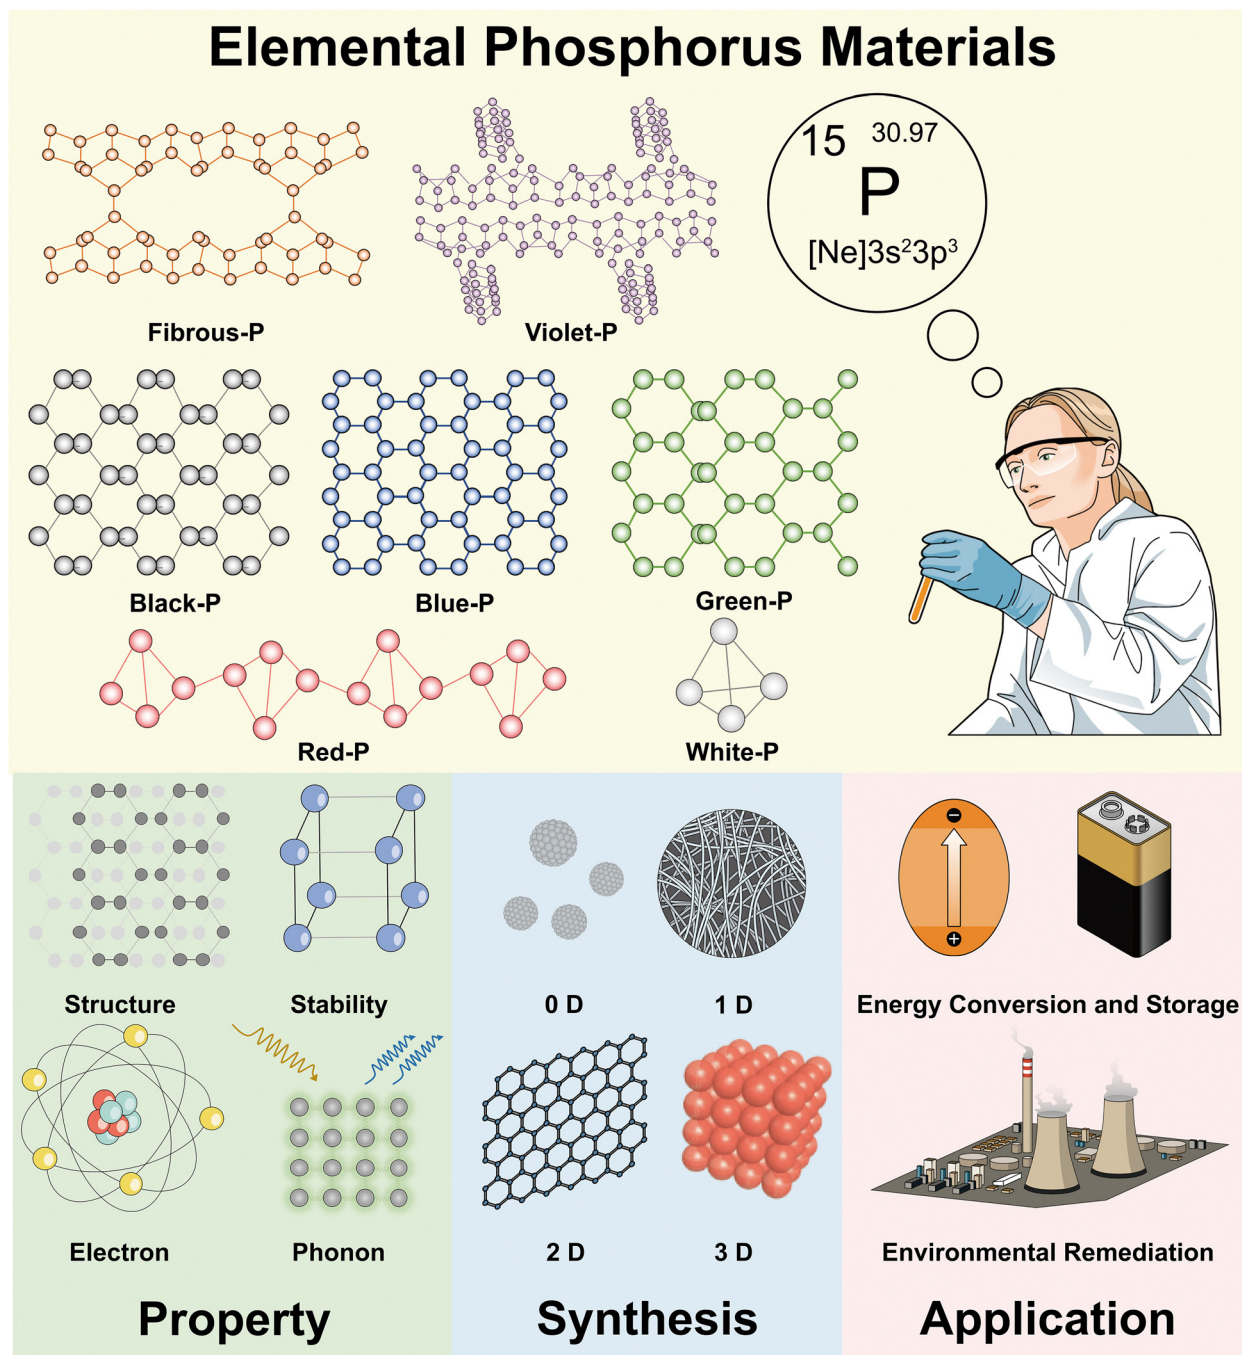 Elemental Phosphorus Materials
15 30.97
P
[Ne]3s²3p³
Fibrous-P
Violet-P
Black-P
Blue-P
Green-P
Red-P
White-P
Structure
Stability
Electron
Phonon
Property
0 D
1 D
2 D
3 D
Synthesis
−
+
Energy Conversion and Storage
Environmental Remediation
Application